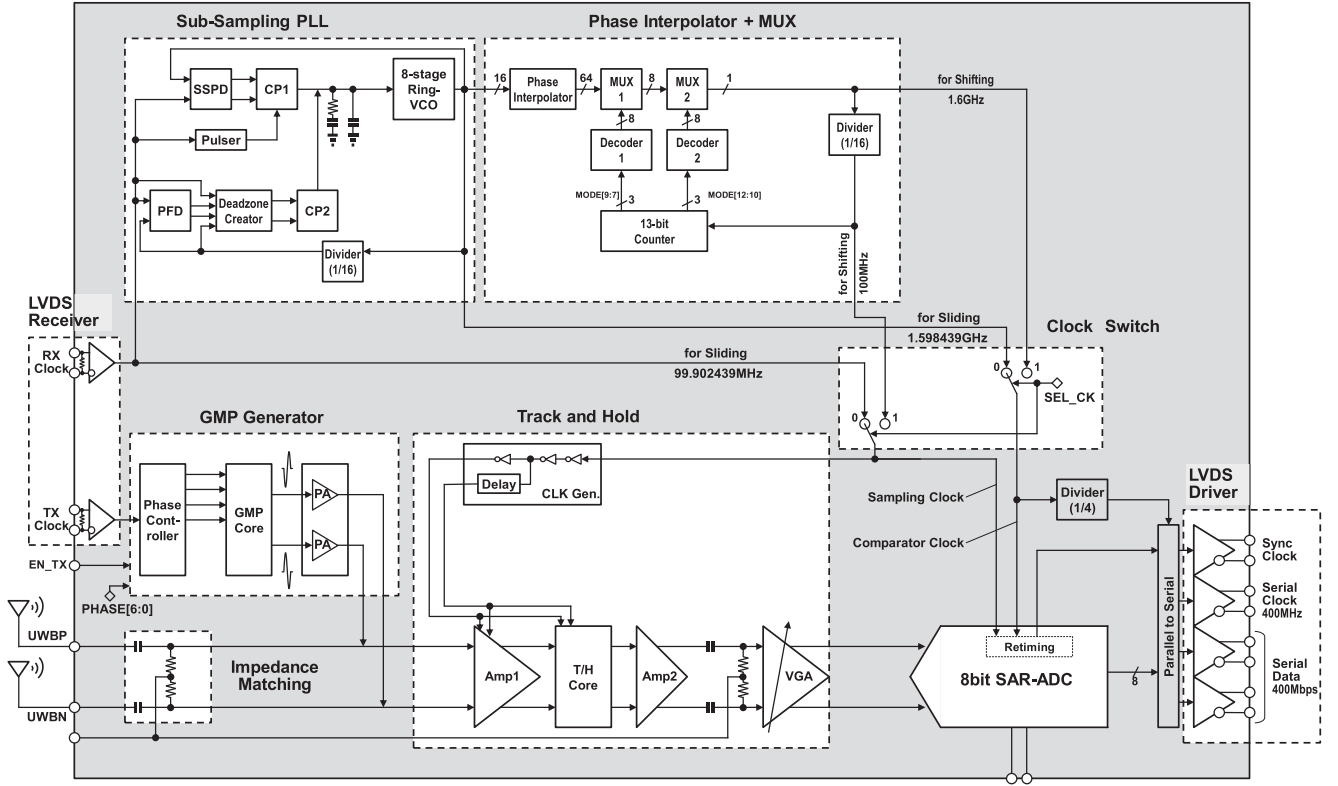 Sub-Sampling PLL
Phase Interpolator + MUX
SSPD
CP1
8-stage
Ring-
VCO
Pulser
PFD
Deadzone
Creator
CP2
Divider
(1/16)
16
Phase
Interpolator
64
MUX
1
8
MUX
2
1
8
8
Decoder
1
Decoder
2
MODE[9:7]
3
MODE[12:10]
3
13-bit
Counter
Divider
(1/16)
for Shifting
1.6GHz
for Shifting
100MHz
LVDS
Receiver
RX
Clock
TX
Clock
for Sliding
1.598439GHz
for Sliding
99.902439MHz
Clock Switch
0
1
SEL_CK
0
1
GMP Generator
Phase
Cont-
roller
GMP
Core
PA
PA
EN_TX
PHASE[6:0]
Track and Hold
Delay
CLK Gen.
Sampling Clock
Comparator Clock
Divider
(1/4)
LVDS
Driver
Sync
Clock
Serial
Clock
400MHz
Serial
Data
400Mbps
Parallel to Serial
UWBP
UWBN
Impedance
Matching
Amp1
T/H
Core
Amp2
VGA
Retiming
8bit SAR-ADC
8